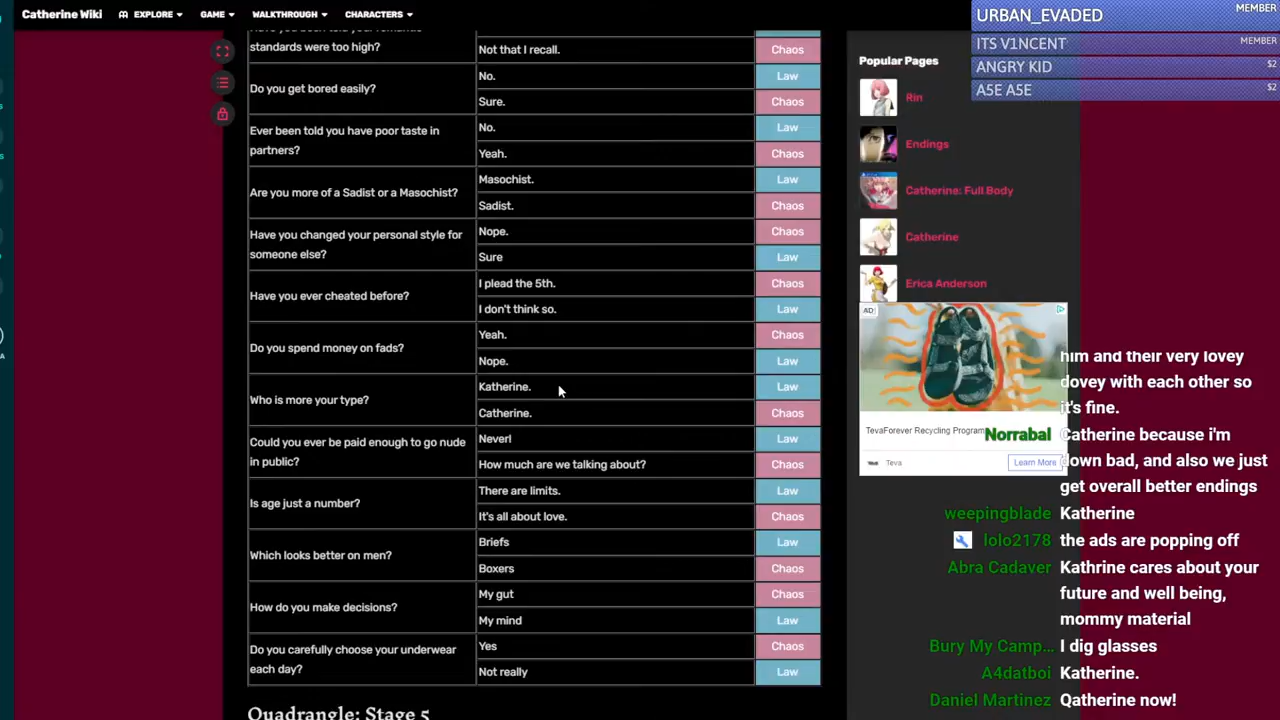 Catherine Wiki
EXPLORE
GAME
WALKTHROUGH
CHARACTERS
standards were too high?
Not that I recall.
Chaos
Do you get bored easily?
No.
Law
Sure.
Chaos
Ever been told you have poor taste in
partners?
No.
Law
Yeah.
Chaos
Are you more of a Sadist or a Masochist?
Masochist.
Law
Sadist.
Chaos
Have you changed your personal style for
someone else?
Nope.
Chaos
Sure
Law
Have you ever cheated before?
I plead the 5th.
Chaos
I don't think so.
Law
Do you spend money on fads?
Yeah.
Chaos
Nope.
Law
Who is more your type?
Katherine.
Law
Catherine.
Chaos
Could you ever be paid enough to go nude
in public?
Never!
Law
How much are we talking about?
Chaos
Is age just a number?
There are limits.
Law
It's all about love.
Chaos
Which looks better on men?
Briefs
Law
Boxers
Chaos
How do you make decisions?
My gut
Chaos
My mind
Law
Do you carefully choose your underwear
each day?
Yes
Chaos
Not really
Law
Quadrangle: Stage 5
Popular Pages
Rin
Endings
Catherine: Full Body
Catherine
Erica Anderson
AD
TevaForever Recycling Program
Teva
Learn More
URBAN_EVADED MEMBER
ITS V1NCENT MEMBER
ANGRY KID $2
A5E A5E $2
him and their very lovey
dovey with each other so
it's fine.
Norrabal Catherine because i'm
down bad, and also we just
get overall better endings
weepingblade Katherine
lolo2178 the ads are popping off
Abra Cadaver Kathrine cares about your
future and well being,
mommy material
Bury My Camp... I dig glasses
A4datboi Katherine.
Daniel Martinez Qatherine now!